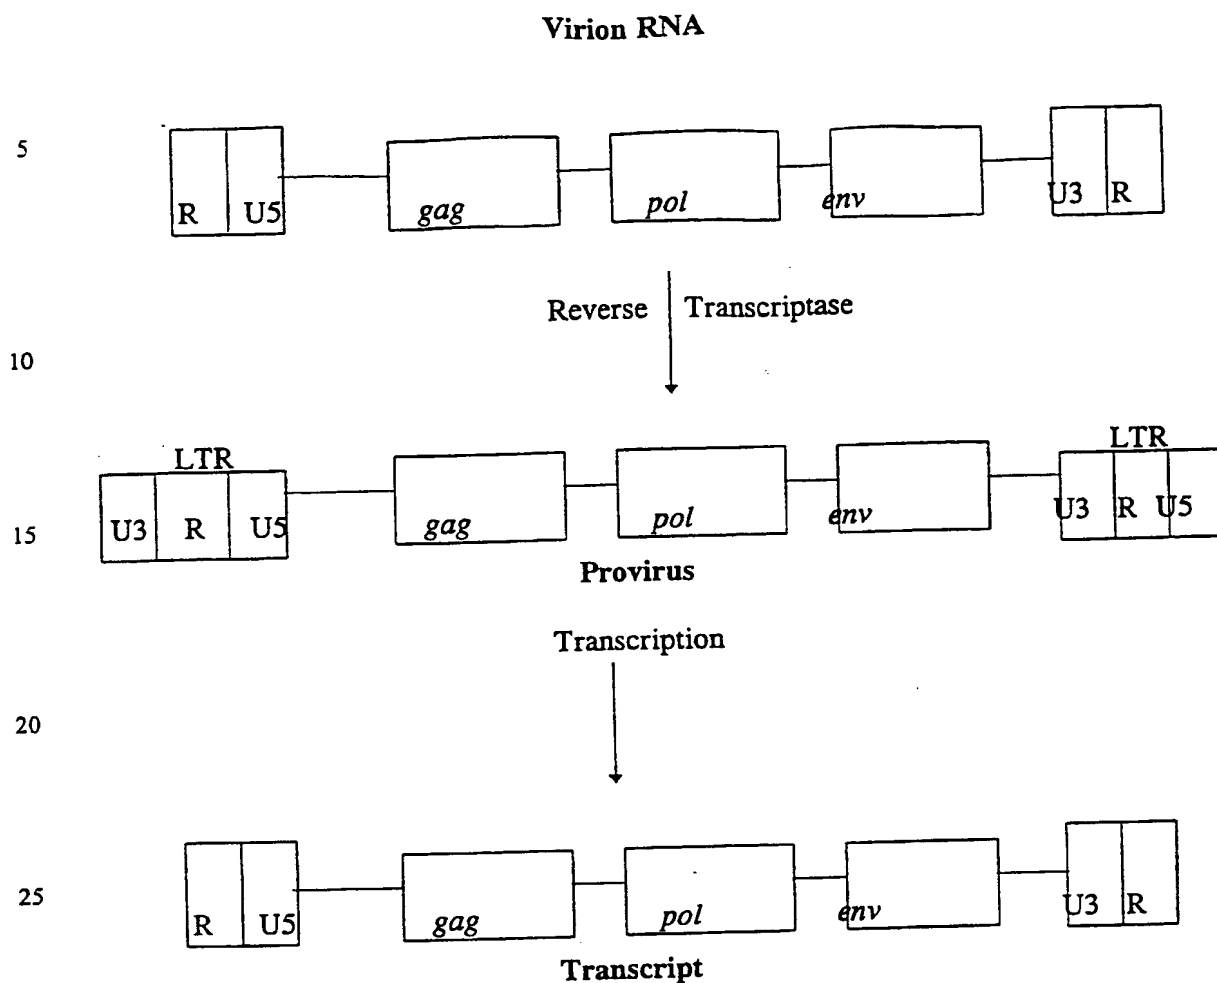 Virion RNA
5
R U5 gag pol env U3 R
Reverse Transcriptase
10
LTR LTR
U3 R U5 gag pol env U3 R U5
15
Provirus
Transcription
20
25
R U5 gag pol env U3 R
Transcript